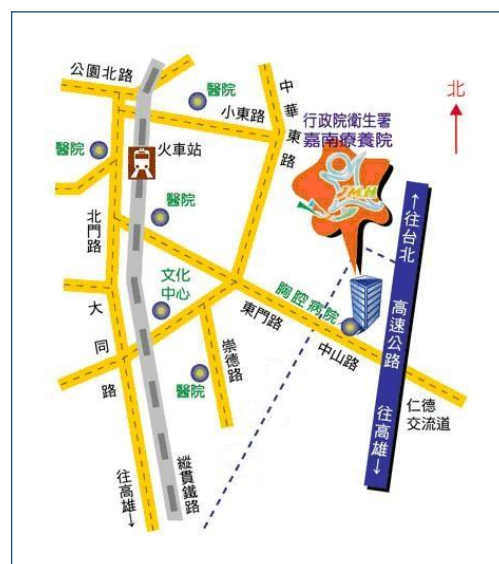 公園北路
醫院
小東路
中華東路
行政院衛生署
嘉南療養院
JMH
北
醫院
火車站
北門路
醫院
↑往台北
文化
中心
胸腔病院
東門路
中山路
高速公路
大同路
崇德路
醫院
仁德
交流道
往高雄↓
往高雄↓
縱貫鐵路